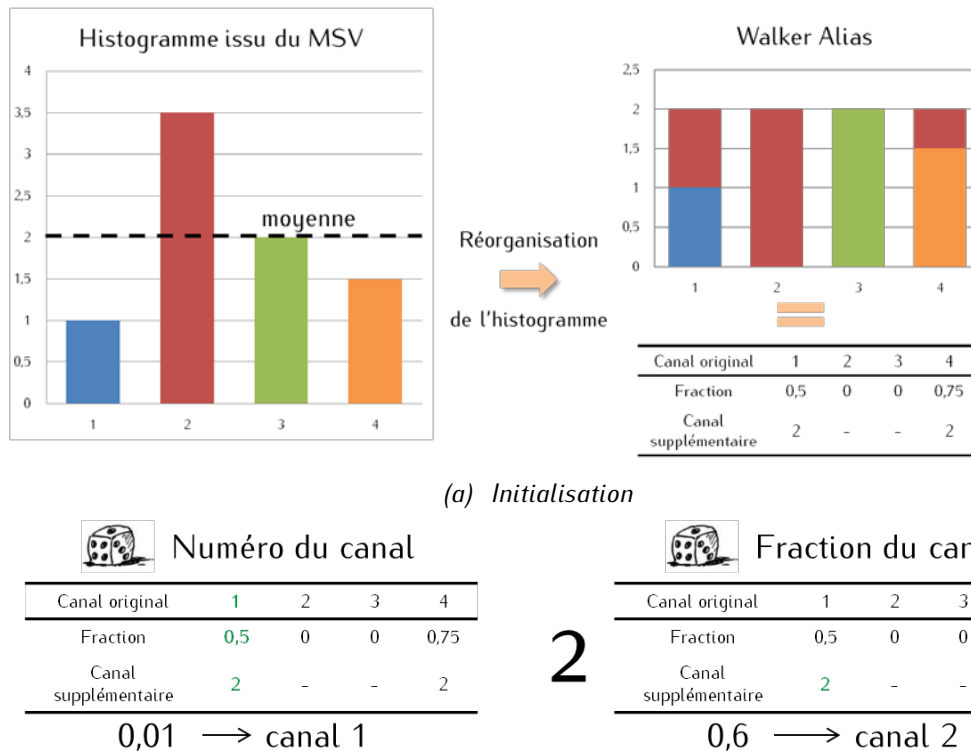 Histogramme issu du MSV
4
3,5
3
2,5
2
1,5
1
0,5
0
moyenne
1 2 3 4
Réorganisation
de l'histogramme
Walker Alias
2,5
2
1,5
1
0,5
0
1 2 3 4
Canal original 1 2 3 4
Fraction 0,5 0 0 0,75
Canal
supplémentaire 2 - - 2
(a) Initialisation
Numéro du canal
Canal original 1 2 3 4
Fraction 0,5 0 0 0,75
Canal
supplémentaire 2 - - 2
0,01 → canal 1
2
Fraction du can
Canal original 1 2 3
Fraction 0,5 0 0
Canal
supplémentaire 2 - -
0,6 → canal 2